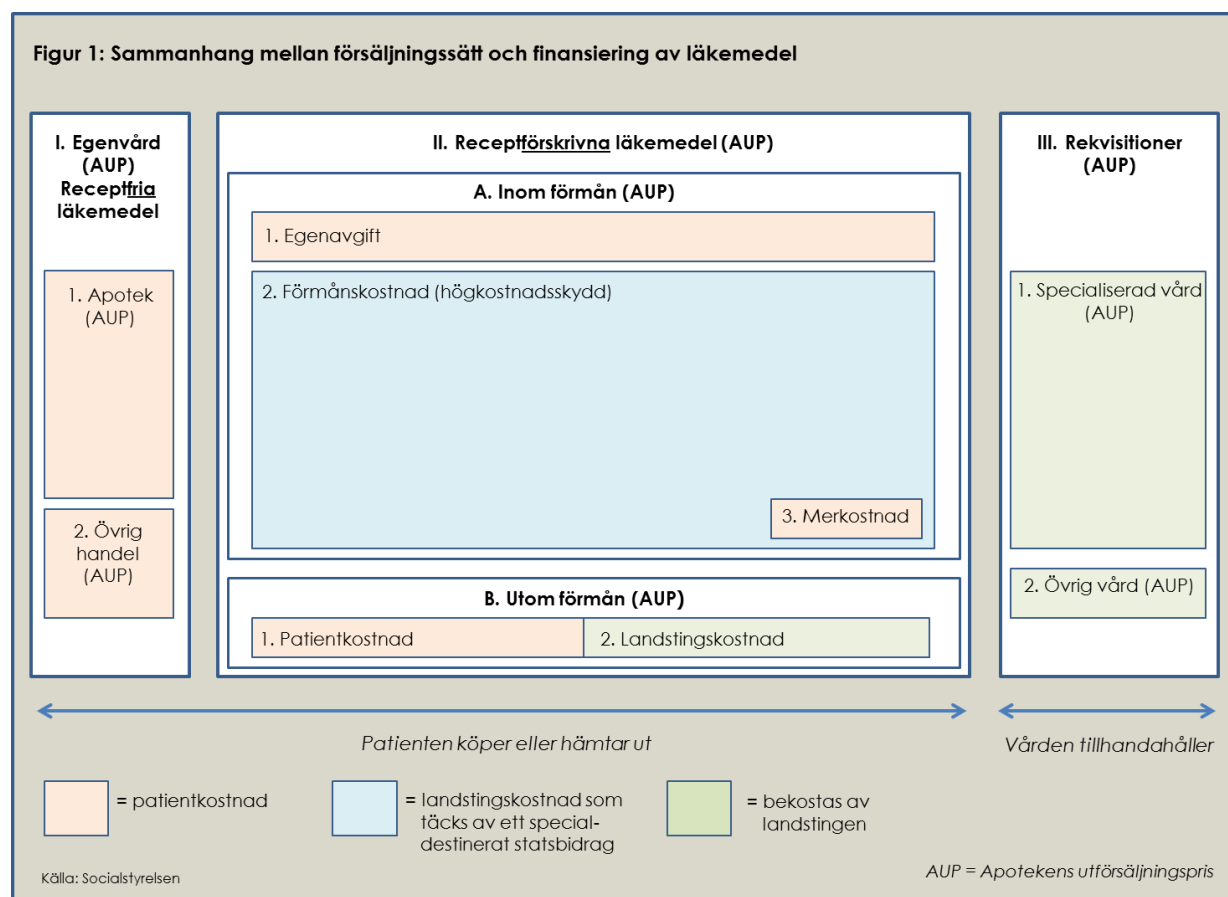 Figur 1: Sammanhang mellan försäljningssätt och finansiering av läkemedel
I. Egenvård
(AUP)
Receptfria
läkemedel
1. Apotek
(AUP)
2. Övrig
handel
(AUP)
II. Receptförskrivna läkemedel (AUP)
A. Inom förmån (AUP)
1. Egenavgift
2. Förmånskostnad (högkostnadsskydd)
3. Merkostnad
B. Utom förmån (AUP)
1. Patientkostnad
2. Landstingskostnad
III. Rekvisitioner
(AUP)
1. Specialiserad vård
(AUP)
2. Övrig vård (AUP)
Patienten köper eller hämtar ut
Vården tillhandahåller
= patientkostnad
= landstingskostnad som
täcks av ett special-
destinerat statsbidrag
= bekostas av
landstingen
Källa: Socialstyrelsen
AUP = Apotekens utförsäljningspris